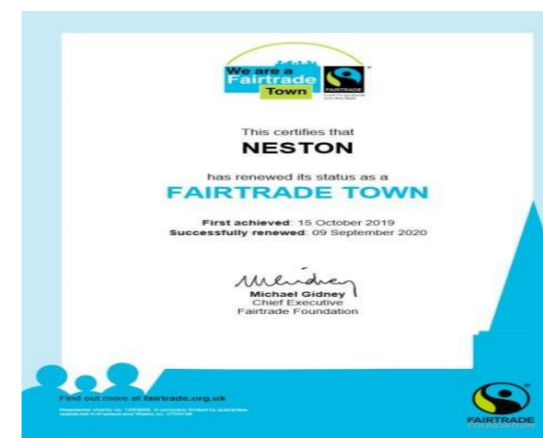 We are a
Fairtrade
Town
FAIRTRADE
This certifies that
NESTON
has renewed its status as a
FAIRTRADE TOWN
First achieved: 15 October 2019
Successfully renewed: 09 September 2020
Michael Gidney
Chief Executive
Fairtrade Foundation
Find out more at fairtrade.org.uk
FAIRTRADE
FOUNDATION